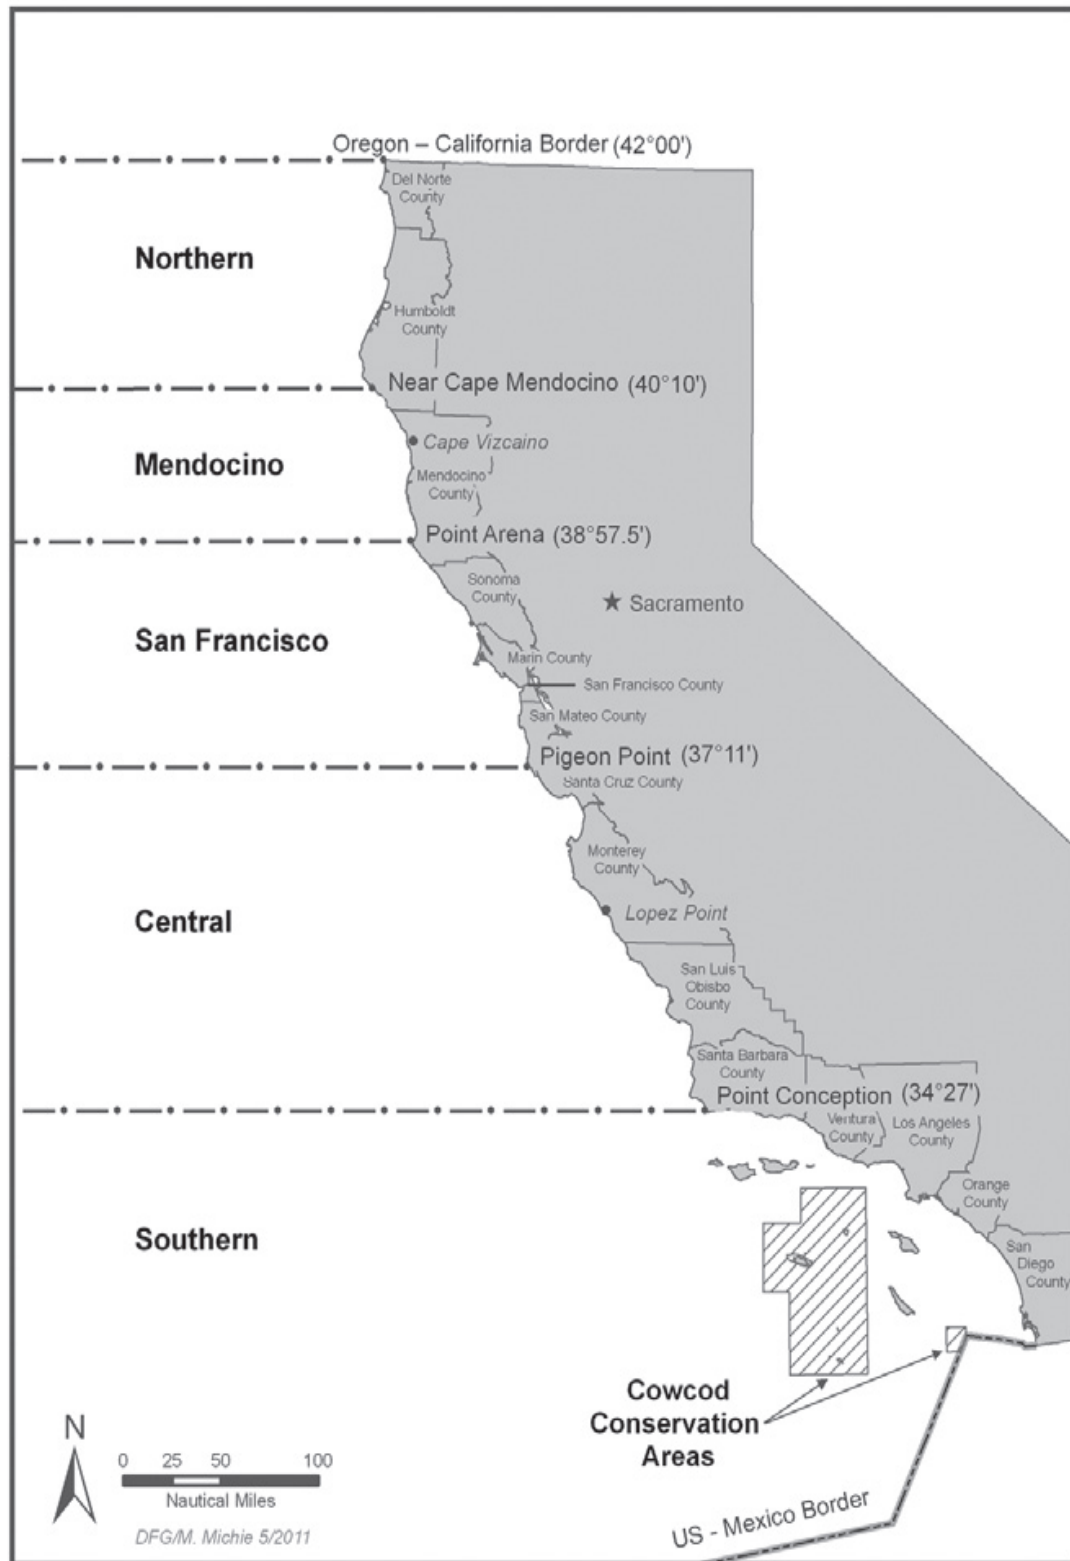 Oregon – California Border (42°00')
Del Norte
County
Northern
Humboldt
County
Near Cape Mendocino (40°10')
Cape Vizcaino
Mendocino
Mendocino
County
Point Arena (38°57.5')
Sonoma
County
Sacramento
San Francisco
Marin County
San Francisco County
San Mateo County
Pigeon Point (37°11')
Santa Cruz County
Monterey
County
Lopez Point
Central
San Luis
Obisbo
County
Santa Barbara
County
Point Conception (34°27')
Ventura
County
Los Angeles
County
Orange
County
Southern
San
Diego
County
Cowcod
Conservation
Areas
N
0 25 50 100
Nautical Miles
DFG/M. Michie 5/2011
US - Mexico Border